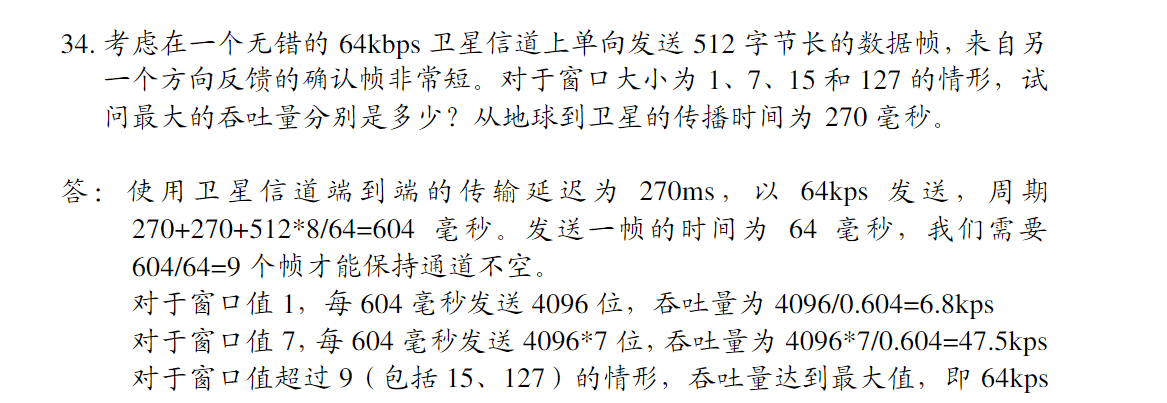 34. 考虑在一个无错的 64kbps 卫星信道上单向发送 512 字节长的数据帧，来自另
一个方向反馈的确认帧非常短。对于窗口大小为 1、7、15 和 127 的情形，试
问最大的吞吐量分别是多少？从地球到卫星的传播时间为 270 毫秒。
答： 使用卫星信道端到端的传输延迟为 270ms，以 64kps 发送，周期
270+270+512*8/64=604 毫秒。发送一帧的时间为 64 毫秒，我们需要
604/64=9 个帧才能保持通道不空。
对于窗口值 1，每 604 毫秒发送 4096 位，吞吐量为 4096/0.604=6.8kps
对于窗口值 7, 每 604 毫秒发送 4096*7 位, 吞吐量为 4096*7/0.604=47.5kps
对于窗口值超过 9（包括 15、127）的情形，吞吐量达到最大值，即 64kps